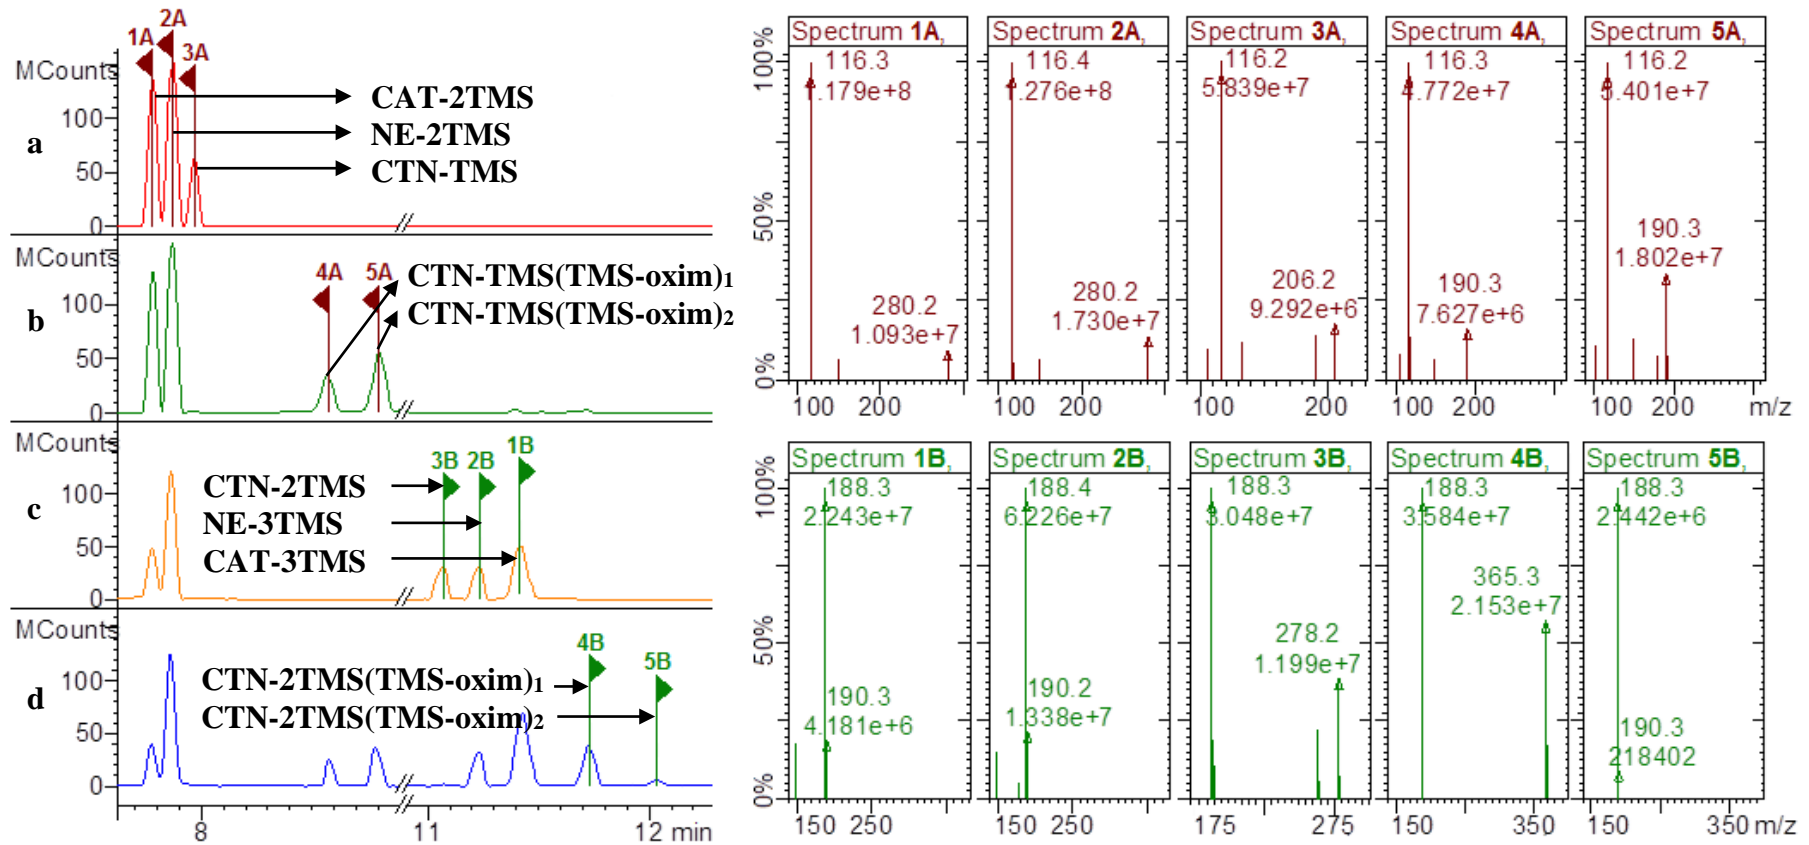 1A
2A
3A
MCounts
100
50
0
a
CAT-2TMS
NE-2TMS
CTN-TMS
MCounts
100
50
0
b
4A
5A
CTN-TMS(TMS-oxim)1
CTN-TMS(TMS-oxim)2
MCounts
100
50
0
c
3B
2B
1B
CTN-2TMS
NE-3TMS
CAT-3TMS
MCounts
100
50
0
d
4B
5B
CTN-2TMS(TMS-oxim)1
CTN-2TMS(TMS-oxim)2
8
11
12 min
100%
50%
0%
Spectrum 1A,
116.3
1.179e+8
280.2
1.093e+7
100 200
Spectrum 2A,
116.4
1.276e+8
280.2
1.730e+7
100 200
Spectrum 3A,
116.2
5.839e+7
206.2
9.292e+6
100 200
Spectrum 4A,
116.3
4.772e+7
190.3
7.627e+6
100 200
Spectrum 5A,
116.2
5.401e+7
190.3
1.802e+7
100 200 m/z
100%
50%
0%
Spectrum 1B,
188.3
2.243e+7
190.3
4.181e+6
150 250
Spectrum 2B,
188.4
6.226e+7
190.2
1.338e+7
150 250
Spectrum 3B,
188.3
3.048e+7
278.2
1.199e+7
175 275
Spectrum 4B,
188.3
3.584e+7
365.3
2.153e+7
150 350
Spectrum 5B,
188.3
2.442e+6
190.3
218402
150 350 m/z